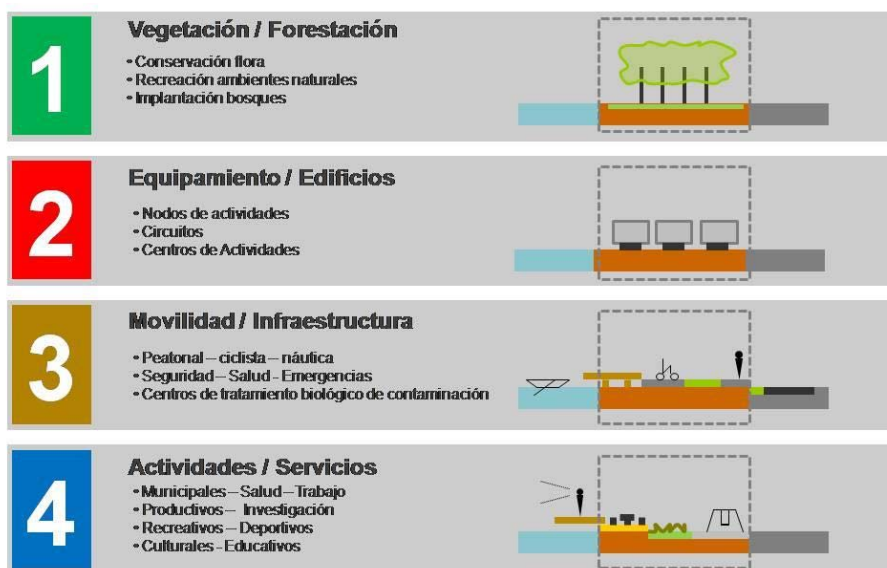 1
Vegetación / Forestación
• Conservación flora
• Recreación ambientes naturales
• Implantación bosques
2
Equipamiento / Edificios
• Nodos de actividades
• Circuitos
• Centros de Actividades
3
Movilidad / Infraestructura
• Peatonal – ciclista – náutica
• Seguridad – Salud - Emergencias
• Centros de tratamiento biológico de contaminación
4
Actividades / Servicios
• Municipales – Salud – Trabajo
• Productivos – Investigación
• Recreativos – Deportivos
• Culturales - Educativos